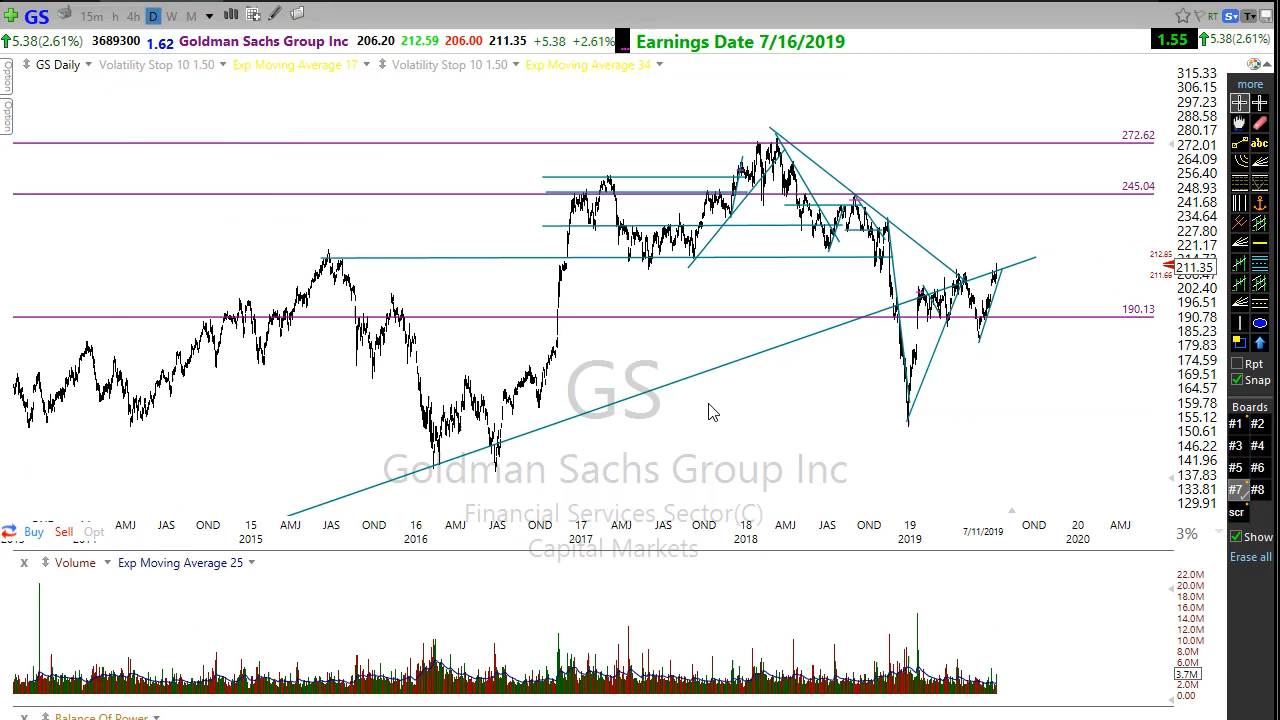 GS 15m h 4h D W M RT S T
5.38(2.61%) 3689300 1.62 Goldman Sachs Group Inc 206.20 212.59 206.00 211.35 +5.38 +2.61% Earnings Date 7/16/2019 1.55 5.38(2.61%)
GS Daily Volatility Stop 10 1.50 Exp Moving Average 17 Volatility Stop 10 1.50 Exp Moving Average 34
Option
Option
315.33
306.15
297.23
288.58
280.17
272.01
264.09
256.40
248.93
241.68
234.64
227.80
221.17
211.35
202.40
196.51
190.78
185.23
179.83
174.59
169.51
164.57
159.78
155.12
150.61
146.22
141.96
137.83
133.81
129.91
272.62
245.04
212.85
211.66
190.13
more
abc
Rpt
Snap
Boards
#1 #2
#3 #4
#5 #6
#7 #8
scr
Show
Erase all
GS
Goldman Sachs Group Inc
Financial Services Sector(C)
Capital Markets
Buy Sell Opt
AMJ JAS OND 15 AMJ JAS OND 16 AMJ JAS OND 17 AMJ JAS OND 18 AMJ JAS OND 19 7/11/2019 OND 20 AMJ
2015 2016 2017 2018 2019 2020
3%
x Volume Exp Moving Average 25
22.0M
20.0M
18.0M
16.0M
14.0M
12.0M
10.0M
8.0M
6.0M
3.7M
2.0M
0.00
x Balance Of Power